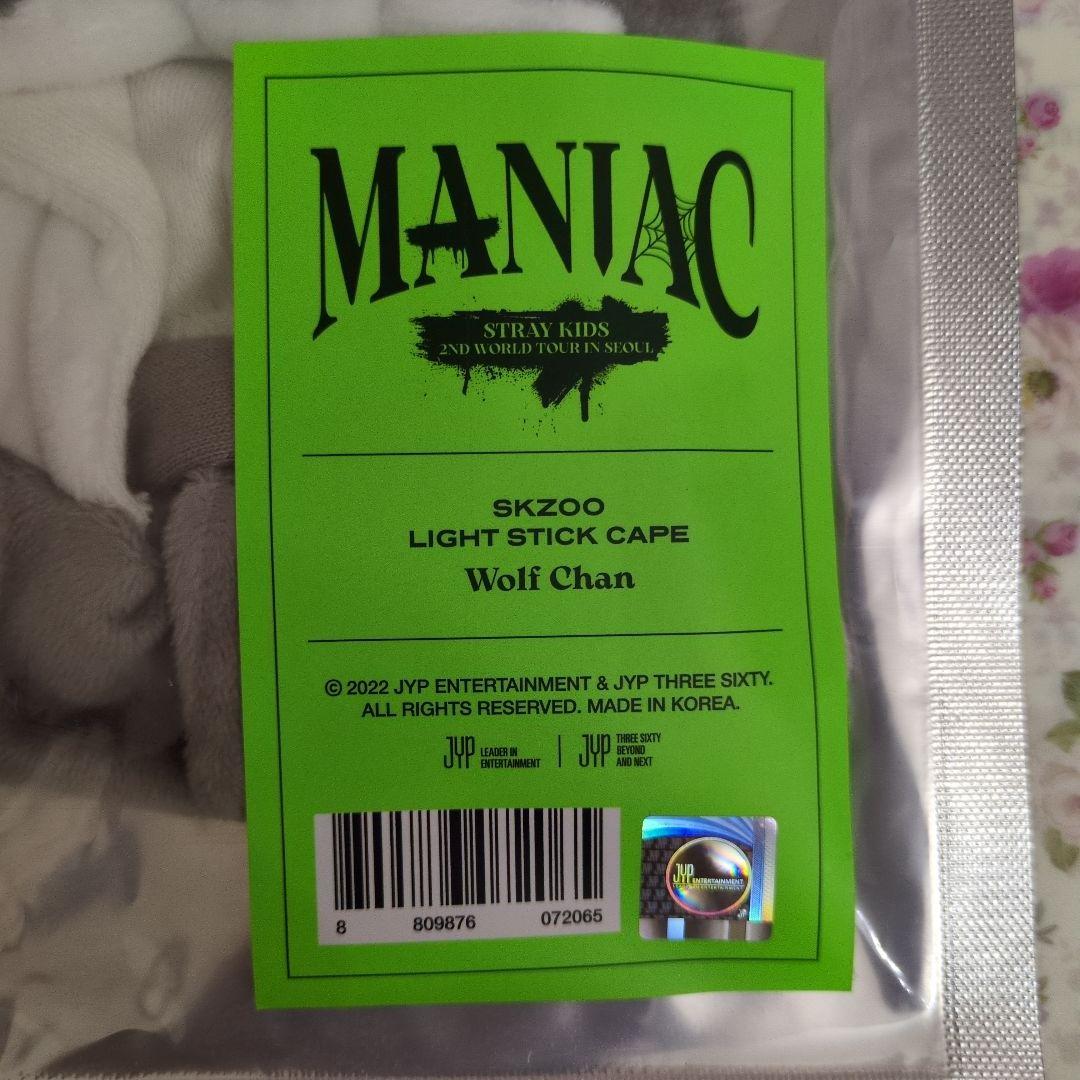 MANIAC
STRAY KIDS
2ND WORLD TOUR IN SEOUL
SKZOO
LIGHT STICK CAPE
Wolf Chan
© 2022 JYP ENTERTAINMENT & JYP THREE SIXTY.
ALL RIGHTS RESERVED. MADE IN KOREA.
JYP LEADER IN ENTERTAINMENT | JYP THREE SIXTY BEYOND AND NEXT
8 809876 072065
JYP ENTERTAINMENT